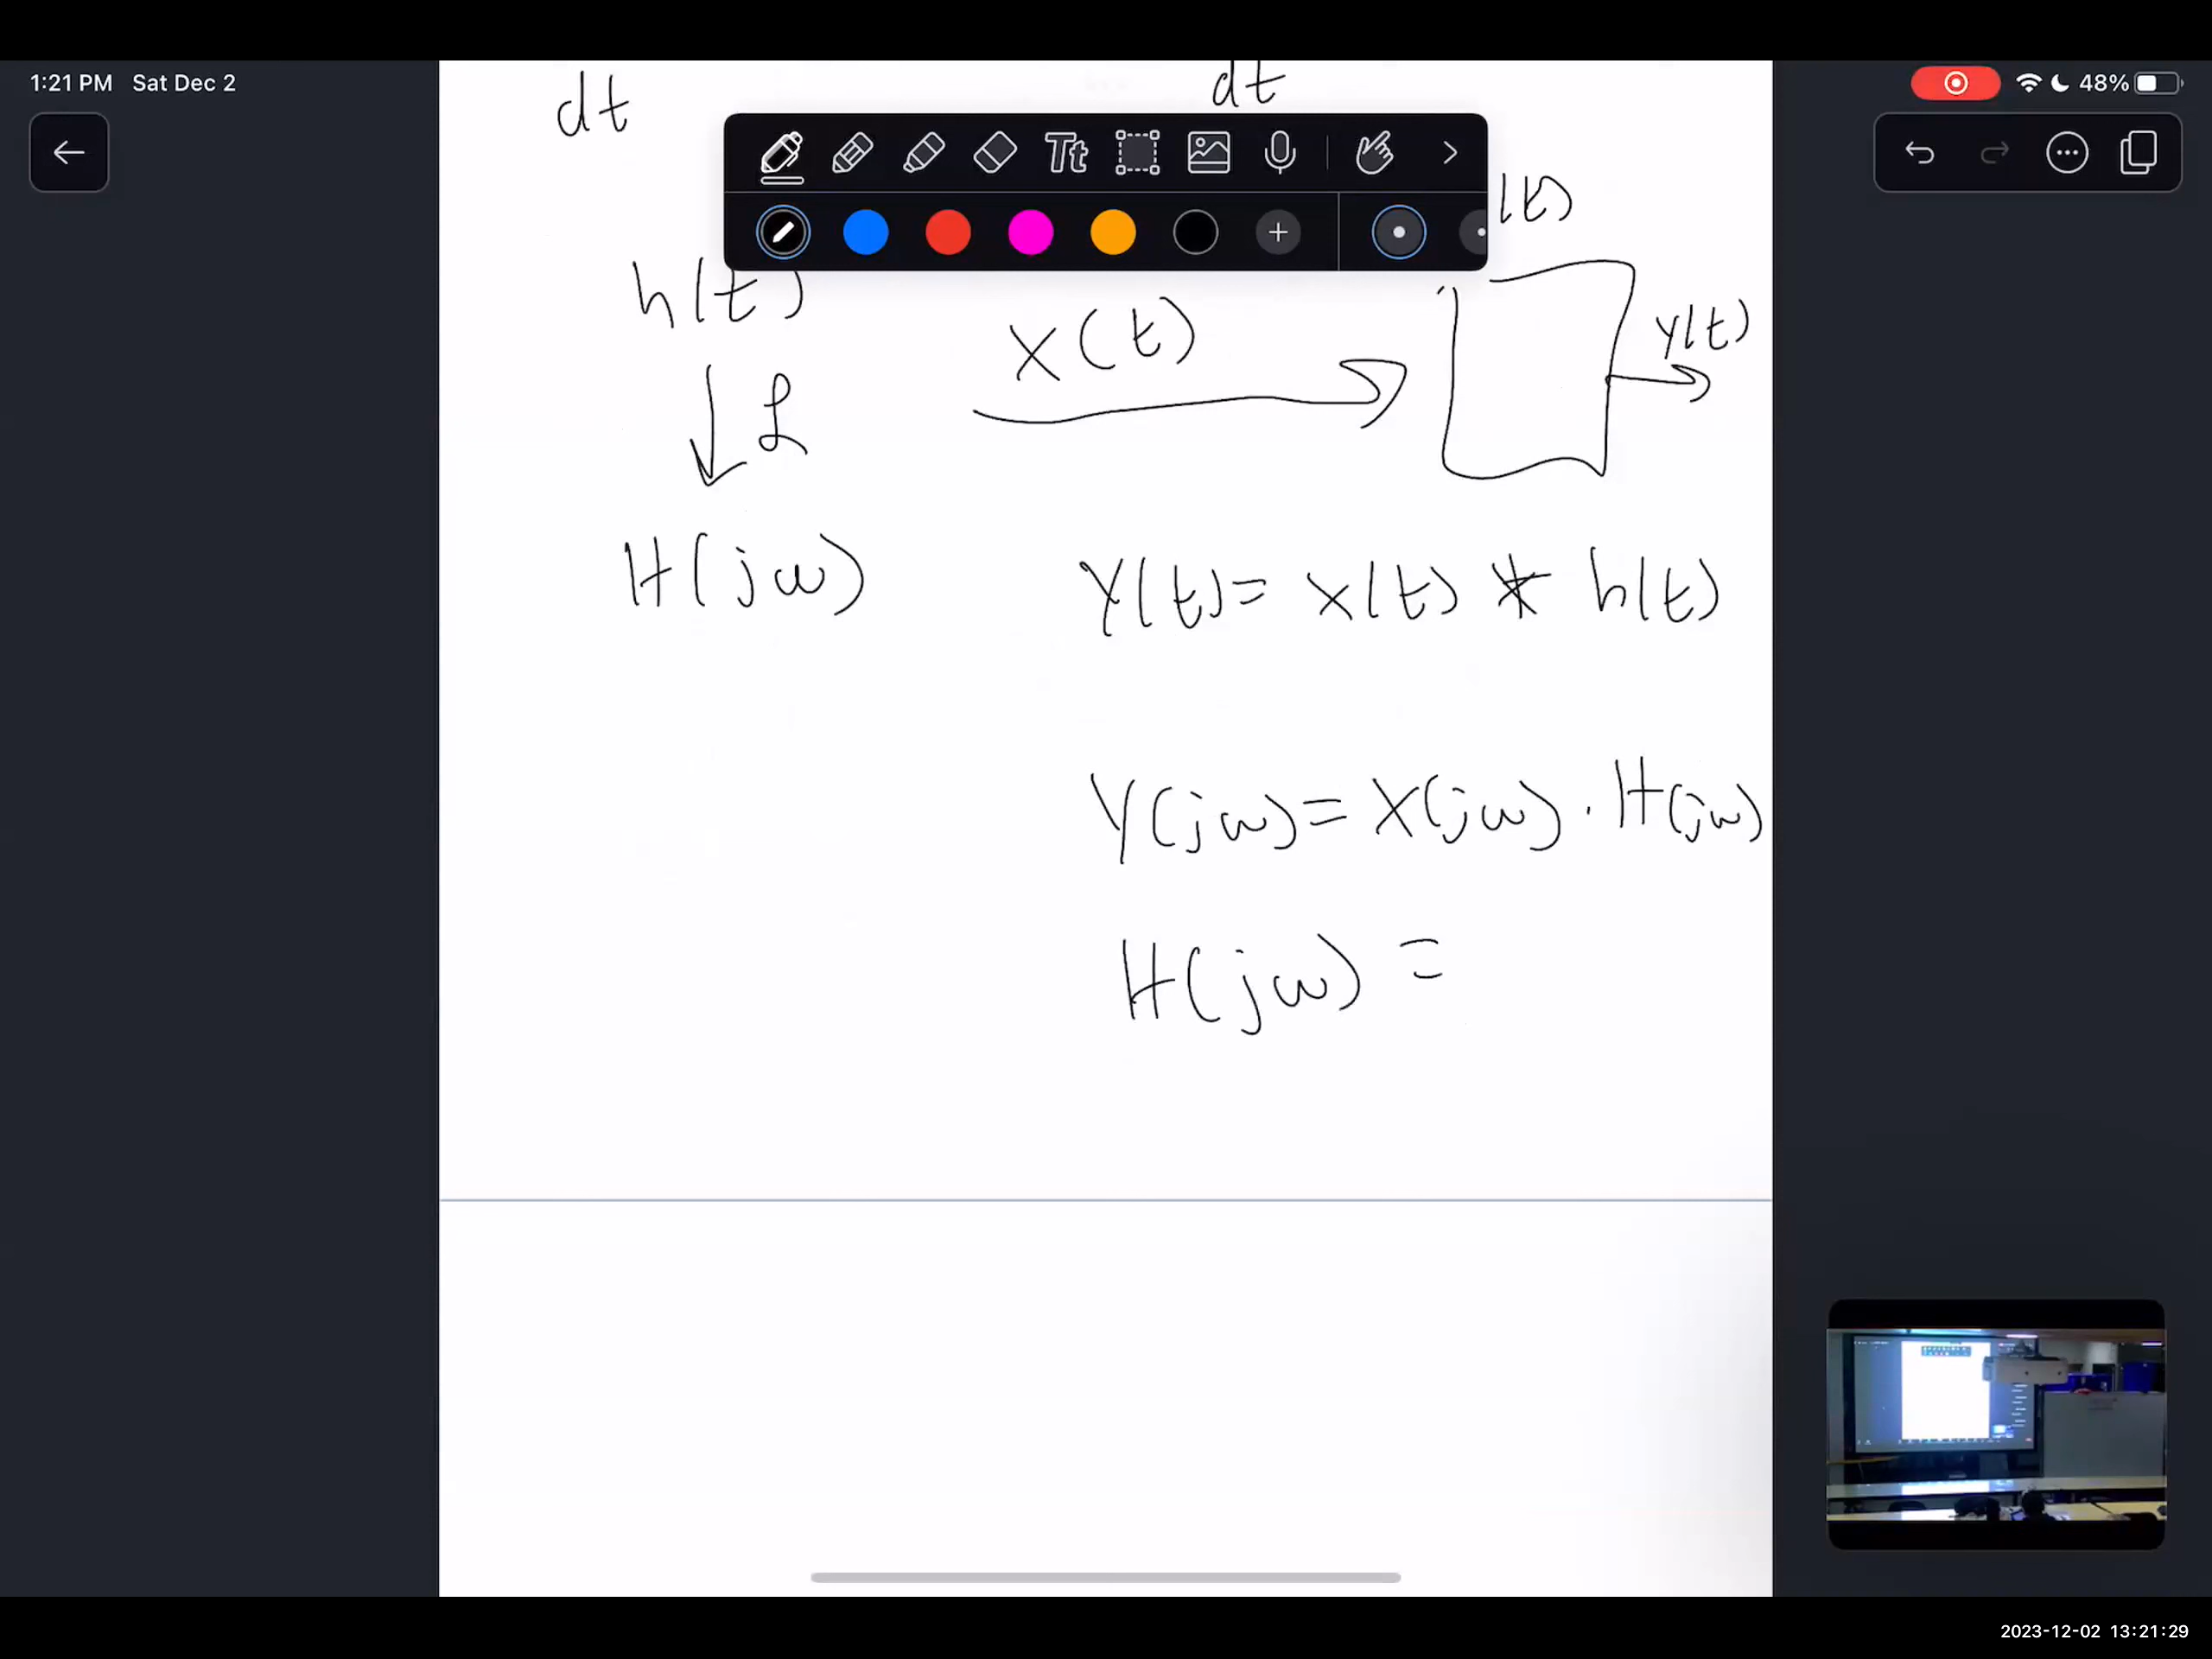 1:21 PM Sat Dec 2
48%
dt
dt
Tt
(t)
h(t)
x(t)
y(t)
ℒ
H(jω)
y(t) = x(t) * h(t)
Y(jω) = X(jω) · H(jω)
H(jω) =
2023-12-02 13:21:29